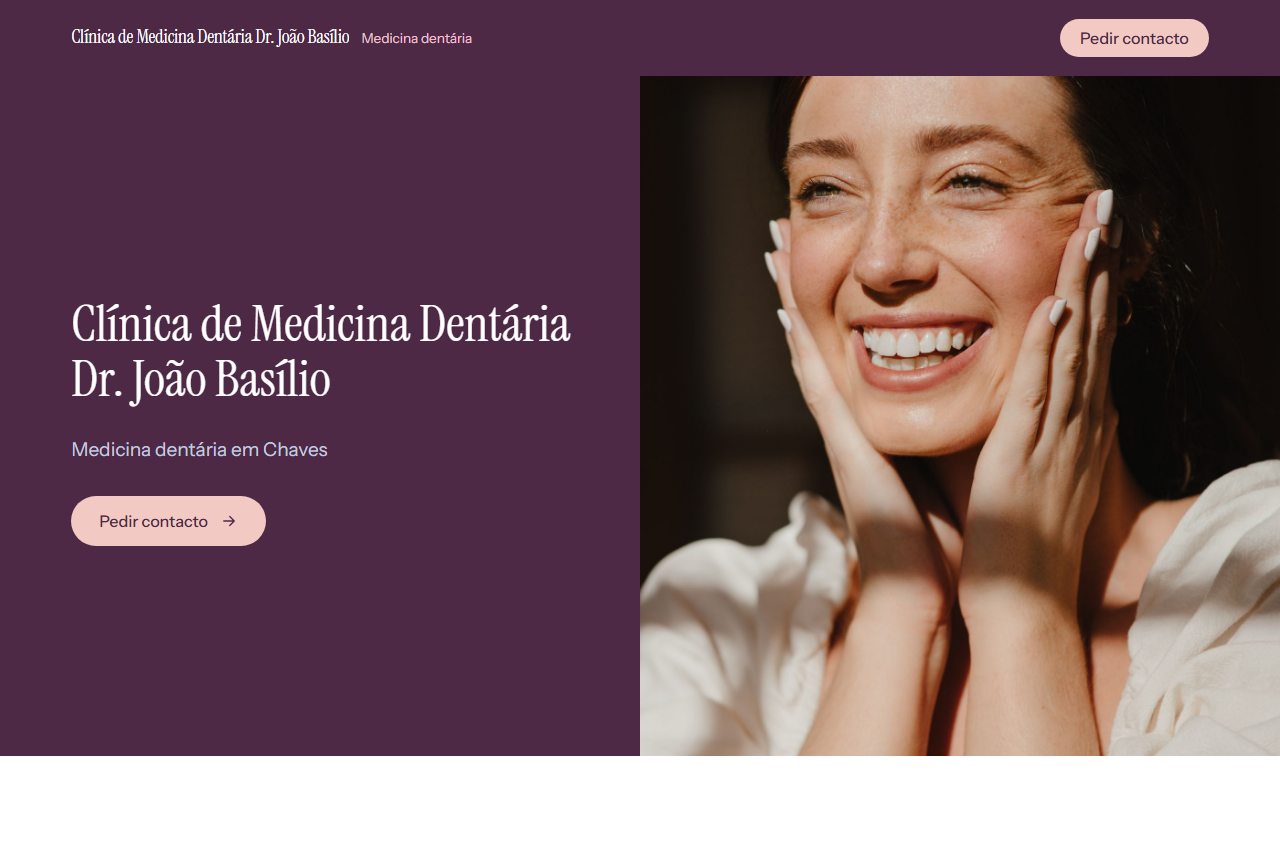 Clínica de Medicina Dentária Dr. João Basílio Medicina dentária
Pedir contacto
Clínica de Medicina Dentária
Dr. João Basílio
Medicina dentária em Chaves
Pedir contacto